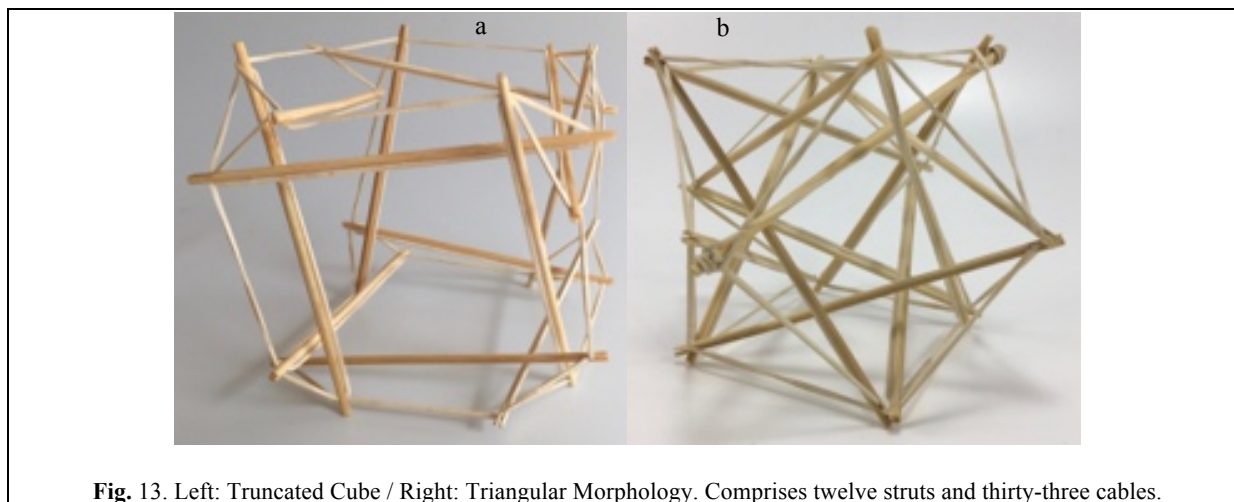 a
b
Fig. 13. Left: Truncated Cube / Right: Triangular Morphology. Comprises twelve struts and thirty-three cables.